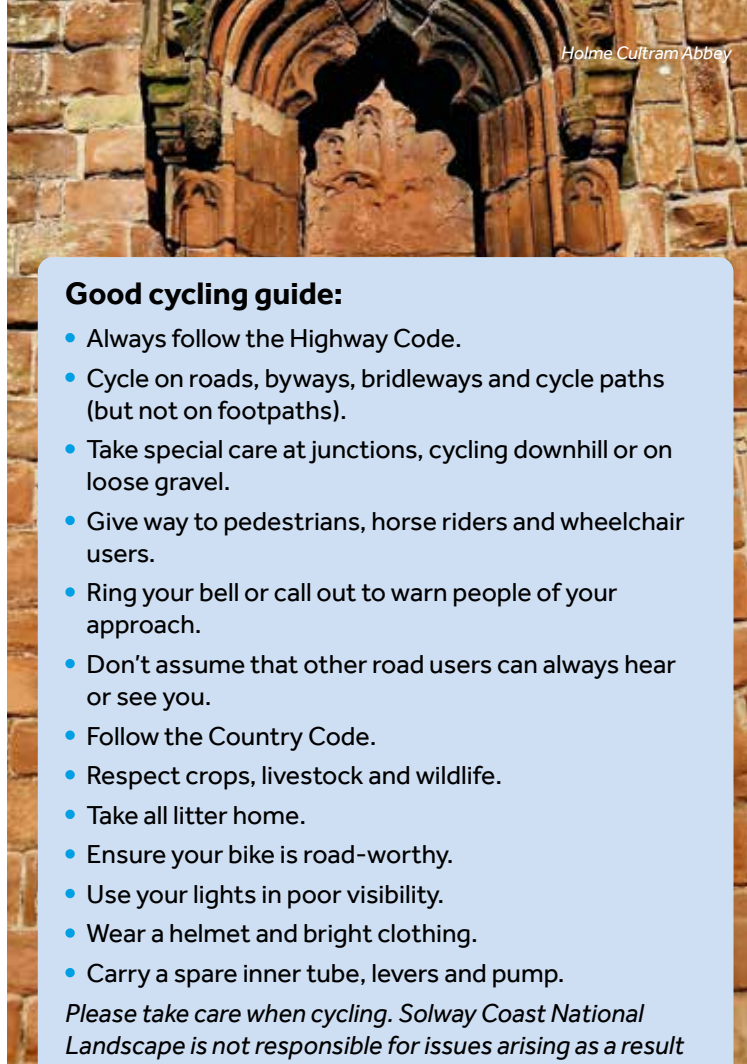 Holme Cultram Abbey
Good cycling guide:
• Always follow the Highway Code.
• Cycle on roads, byways, bridleways and cycle paths
(but not on footpaths).
• Take special care at junctions, cycling downhill or on
loose gravel.
• Give way to pedestrians, horse riders and wheelchair
users.
• Ring your bell or call out to warn people of your
approach.
• Don’t assume that other road users can always hear
or see you.
• Follow the Country Code.
• Respect crops, livestock and wildlife.
• Take all litter home.
• Ensure your bike is road-worthy.
• Use your lights in poor visibility.
• Wear a helmet and bright clothing.
• Carry a spare inner tube, levers and pump.
Please take care when cycling. Solway Coast National
Landscape is not responsible for issues arising as a result